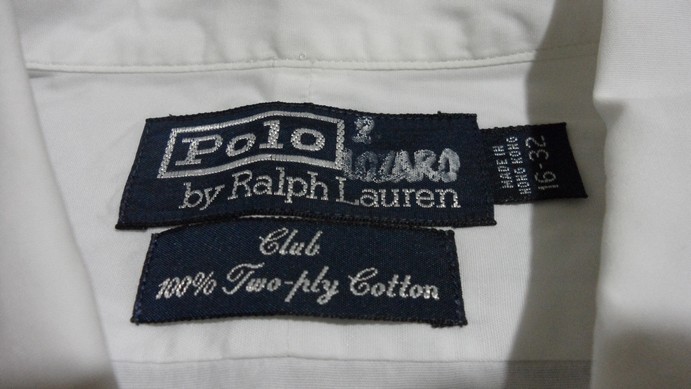 Polo
2
by Ralph Lauren
MADE IN
HONG KONG
16-32
Club
100% Two-ply Cotton